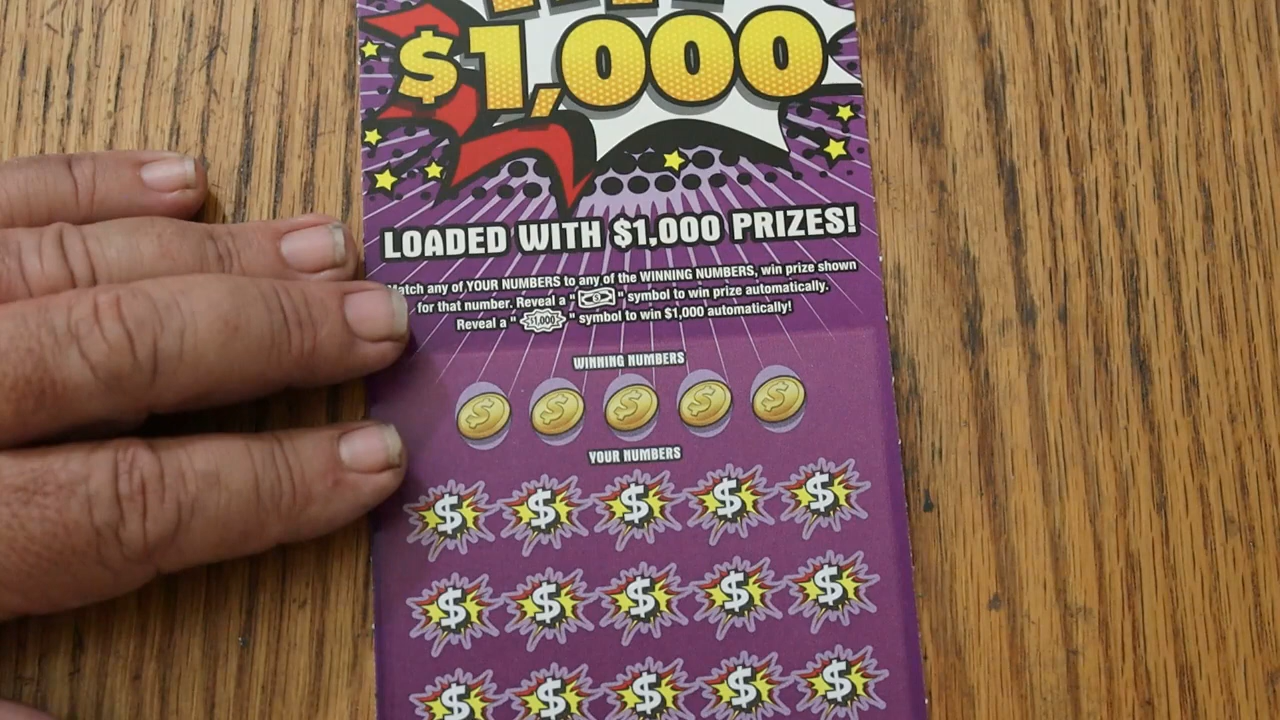 $1,000
LOADED WITH $1,000 PRIZES!
Match any of YOUR NUMBERS to any of the WINNING NUMBERS, win prize shown
for that number. Reveal a " " symbol to win prize automatically.
Reveal a " $1,000 " symbol to win $1,000 automatically!
WINNING NUMBERS
$ $ $ $ $
YOUR NUMBERS
$ $ $ $ $
$ $ $ $ $
$ $ $ $ $